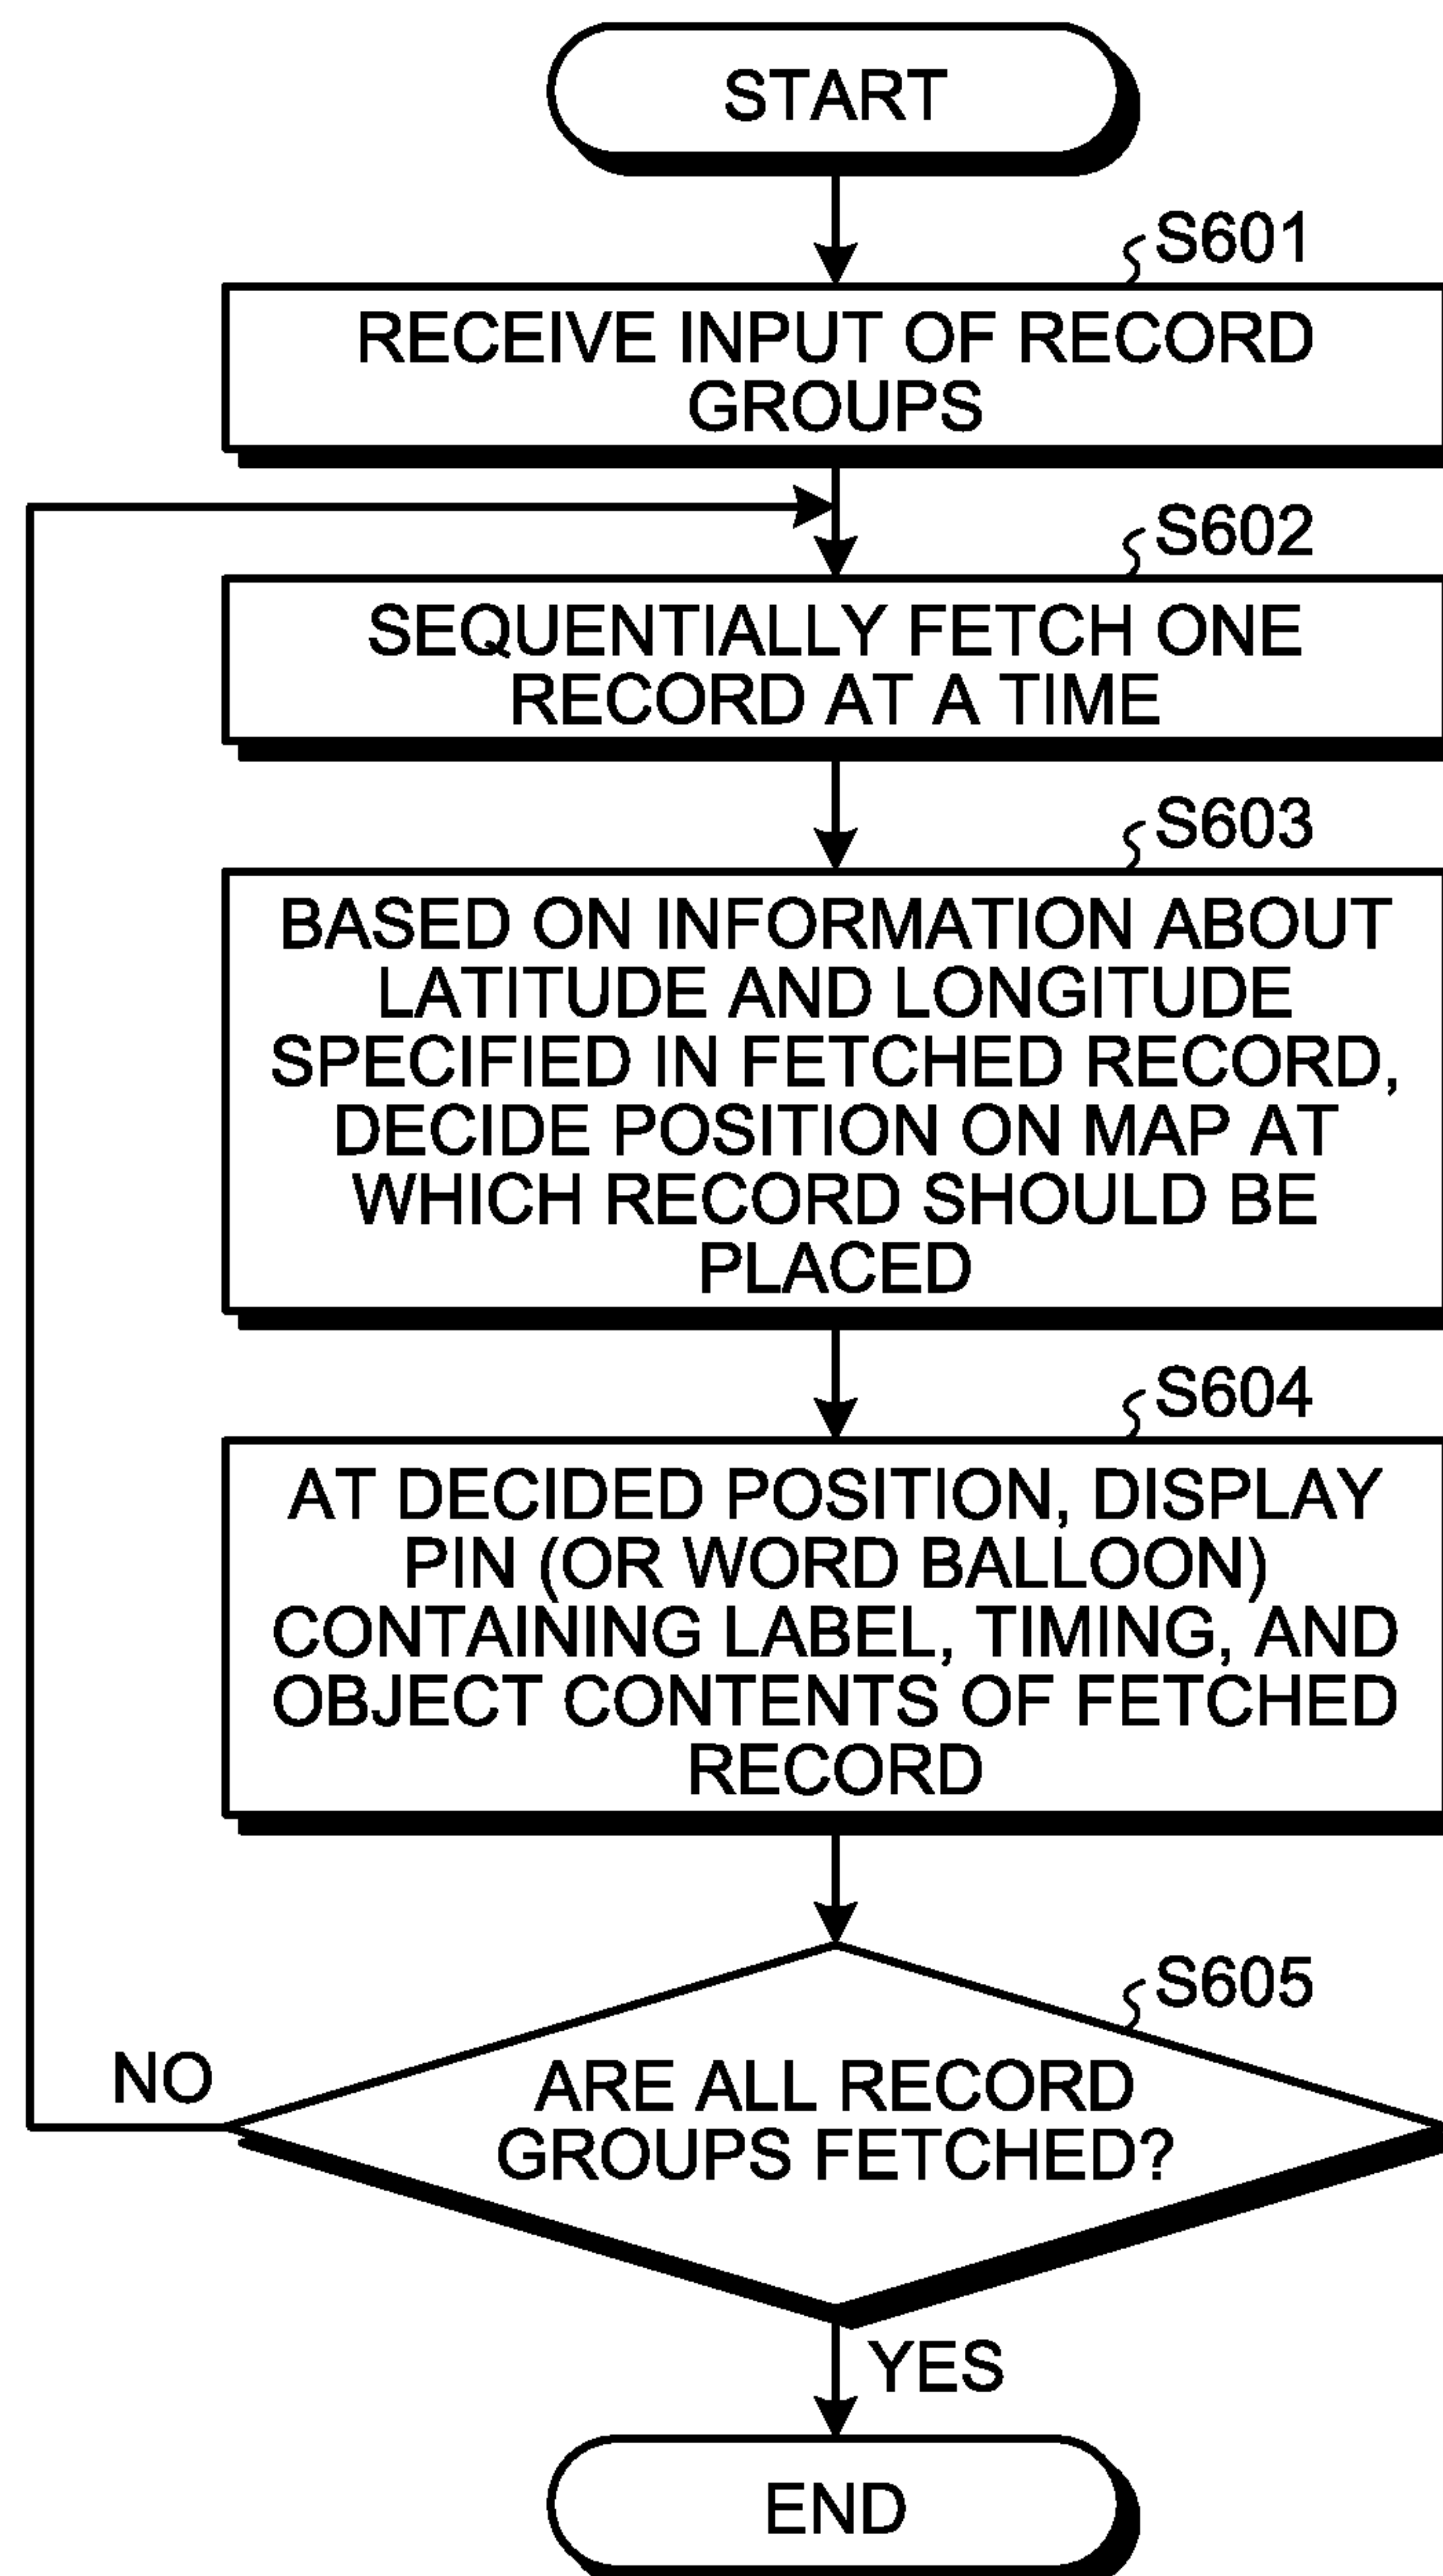 START
S601
RECEIVE INPUT OF RECORD
GROUPS
S602
SEQUENTIALLY FETCH ONE
RECORD AT A TIME
S603
BASED ON INFORMATION ABOUT
LATITUDE AND LONGITUDE
SPECIFIED IN FETCHED RECORD,
DECIDE POSITION ON MAP AT
WHICH RECORD SHOULD BE
PLACED
S604
AT DECIDED POSITION, DISPLAY
PIN (OR WORD BALLOON)
CONTAINING LABEL, TIMING, AND
OBJECT CONTENTS OF FETCHED
RECORD
S605
NO
ARE ALL RECORD
GROUPS FETCHED?
YES
END